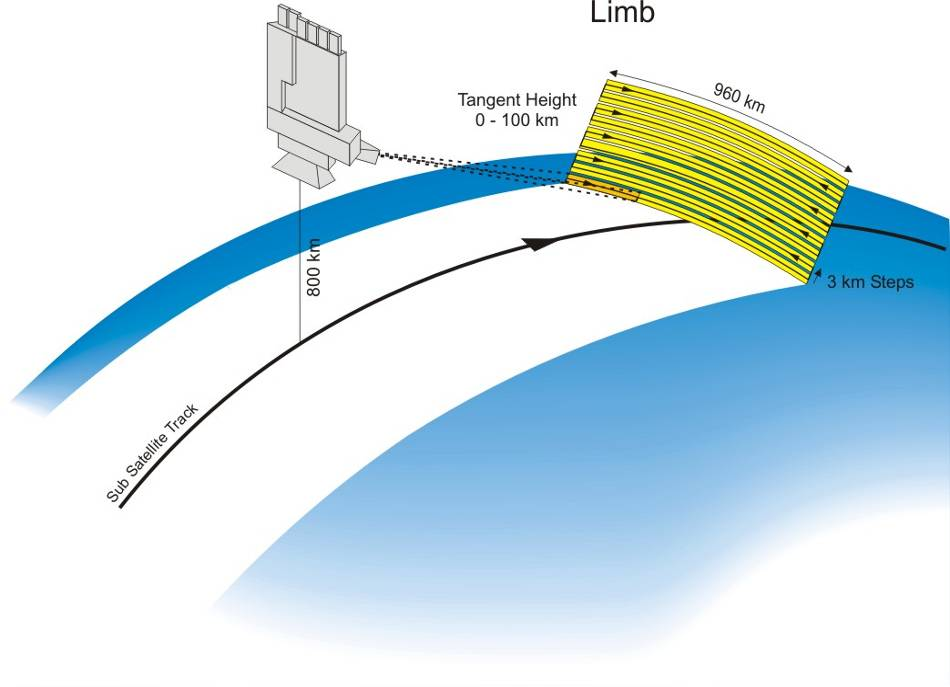 Limb
960 km
Tangent Height
0 - 100 km
800 km
3 km Steps
Sub Satellite Track